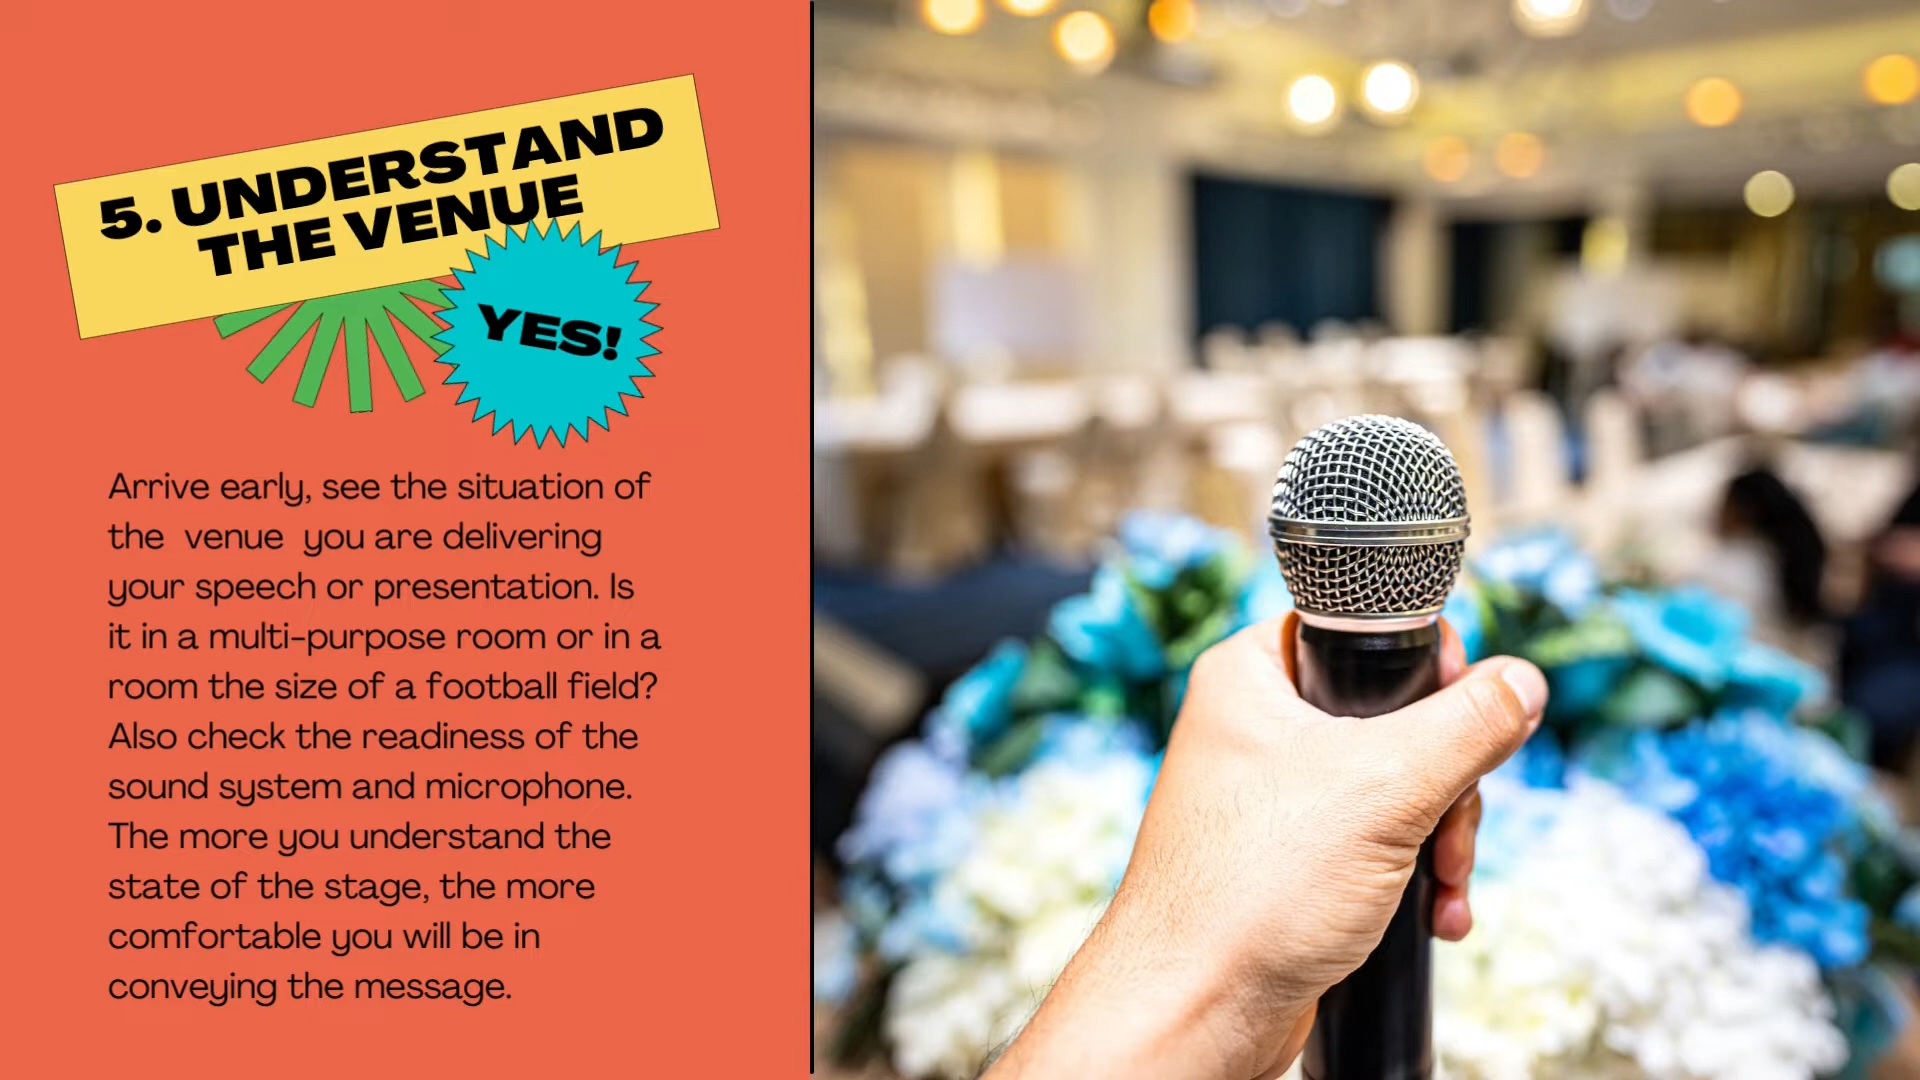 5. UNDERSTAND
THE VENUE
YES!
Arrive early, see the situation of
the venue you are delivering
your speech or presentation. Is
it in a multi-purpose room or in a
room the size of a football field?
Also check the readiness of the
sound system and microphone.
The more you understand the
state of the stage, the more
comfortable you will be in
conveying the message.